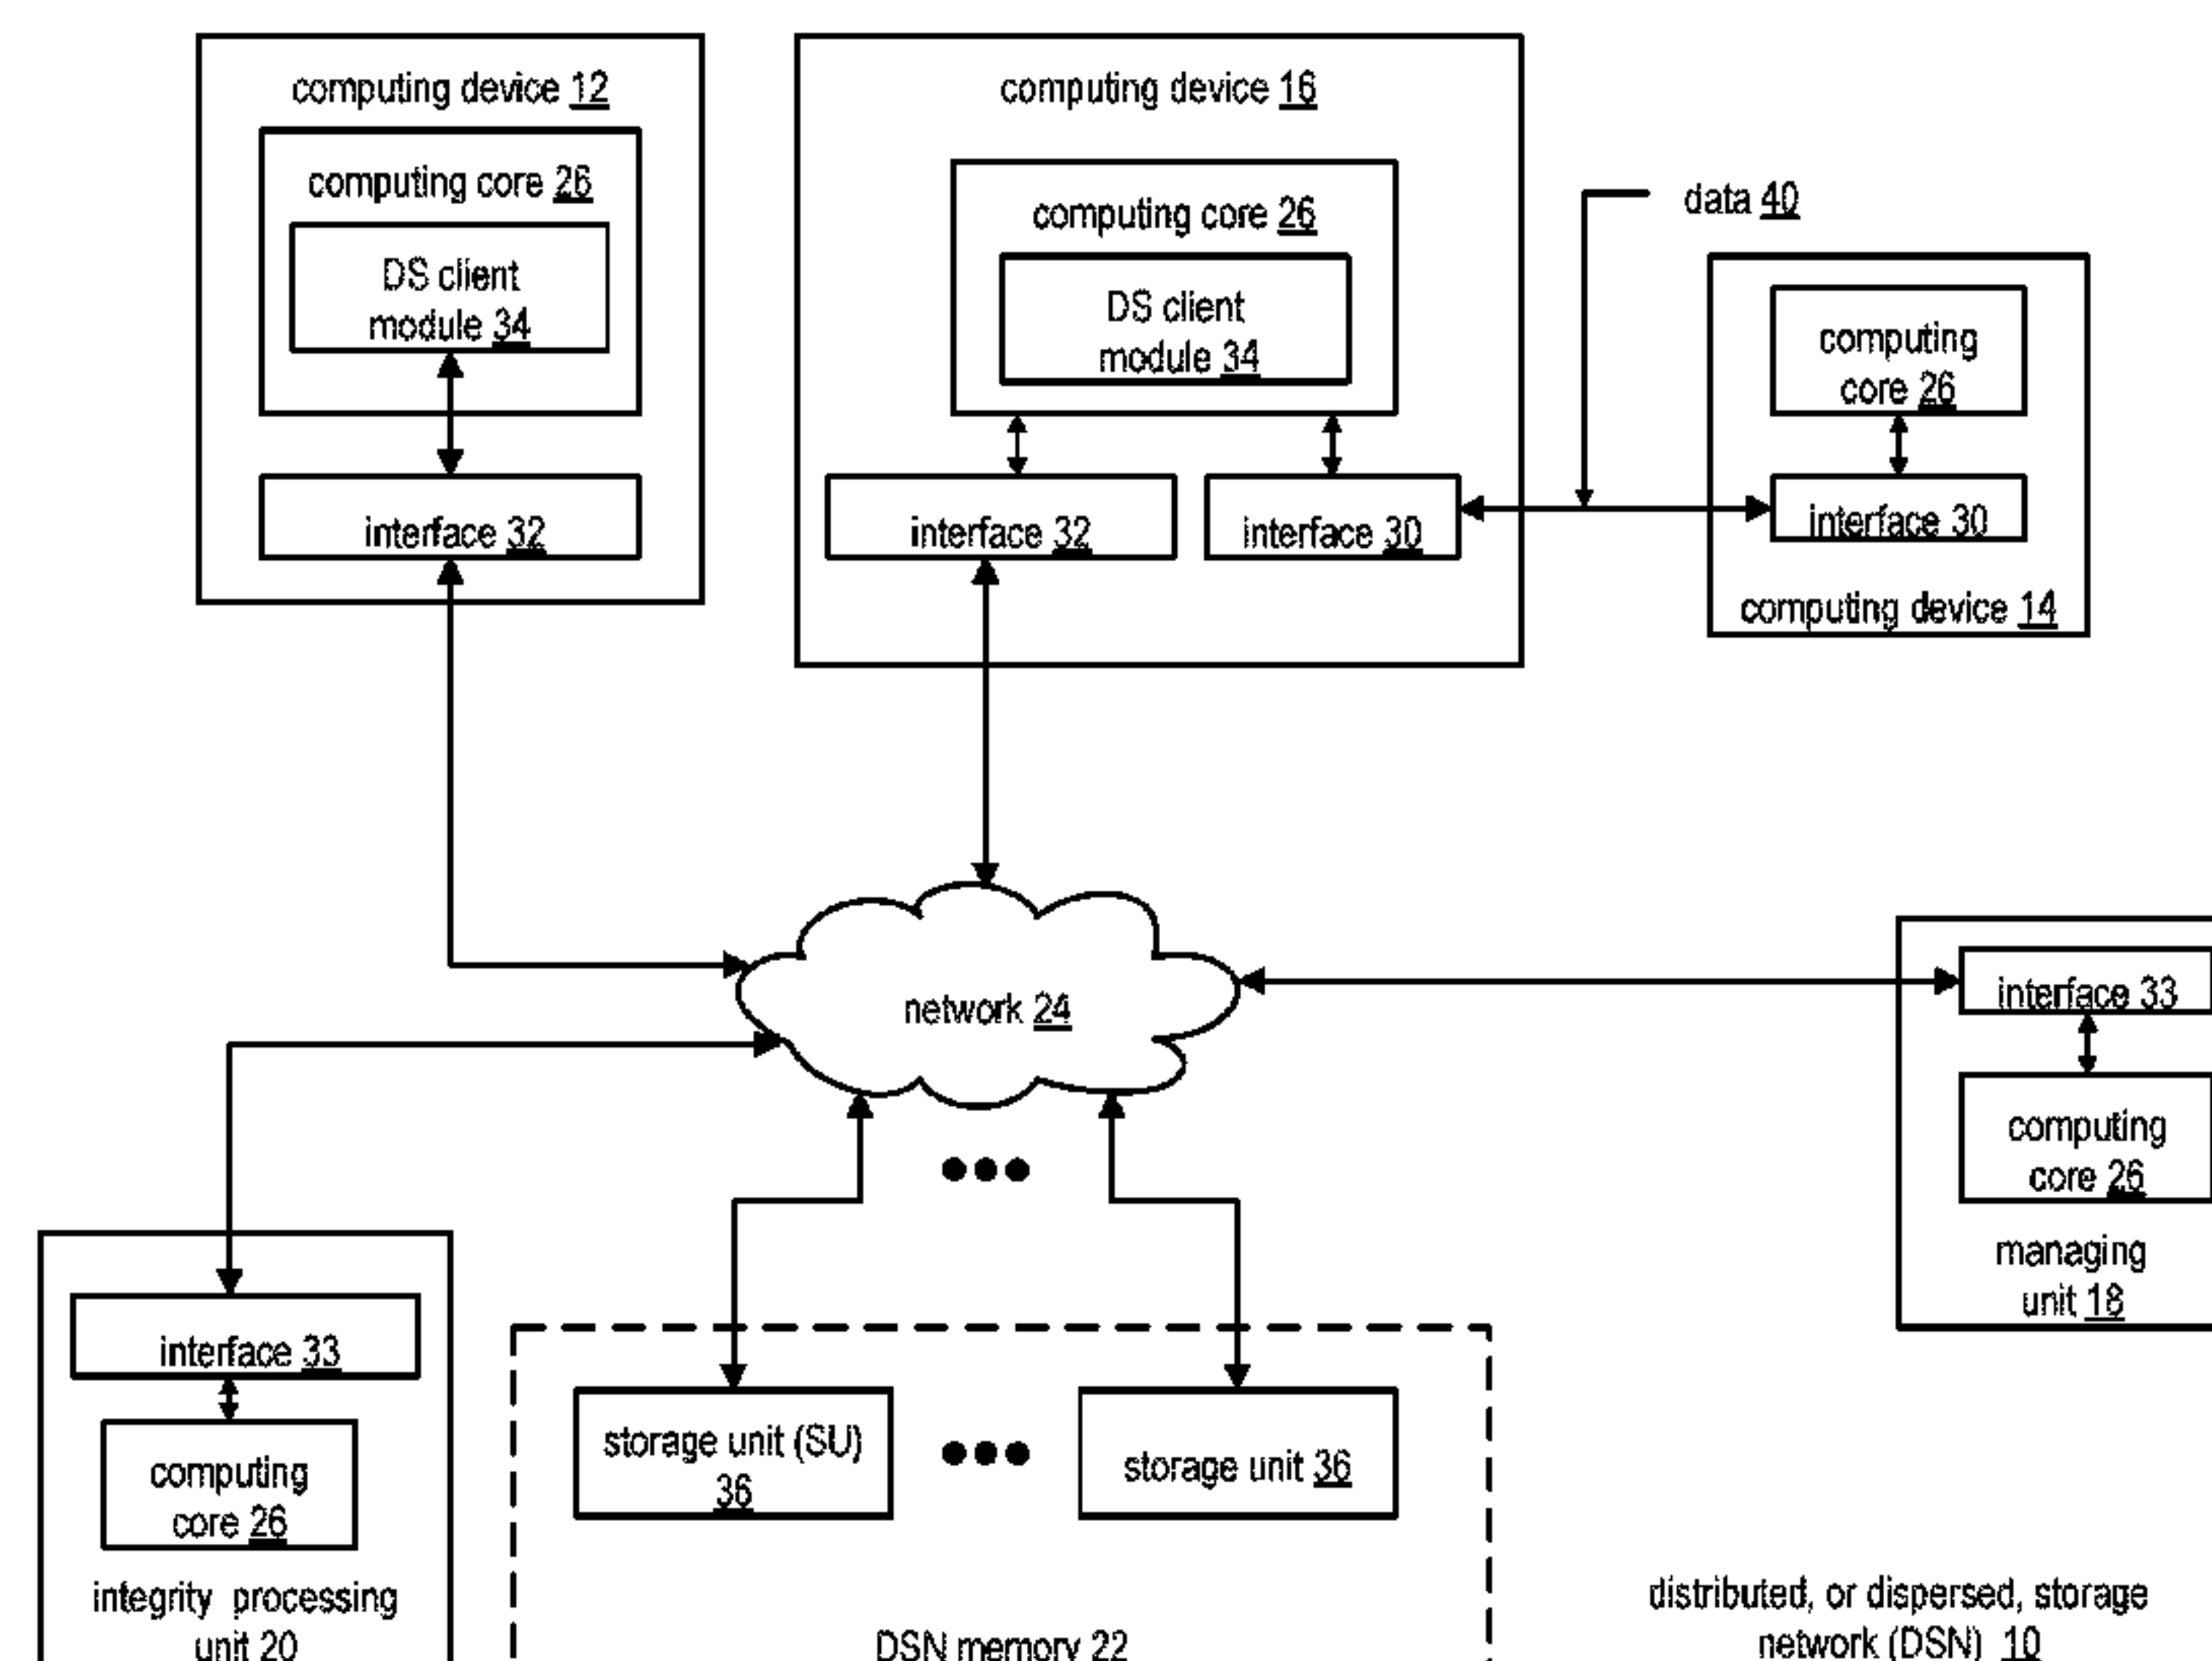 computing device 12
computing core 26
DS client
module 34
interface 32
computing device 16
computing core 26
DS client
module 34
interface 32
interface 30
data 40
computing
core 26
interface 30
computing device 14
network 24
interface 33
computing
core 26
managing
unit 18
interface 33
computing
core 26
integrity processing
unit 20
storage unit (SU)
36
storage unit 36
DSN memory 22
distributed, or dispersed, storage
network (DSN) 10